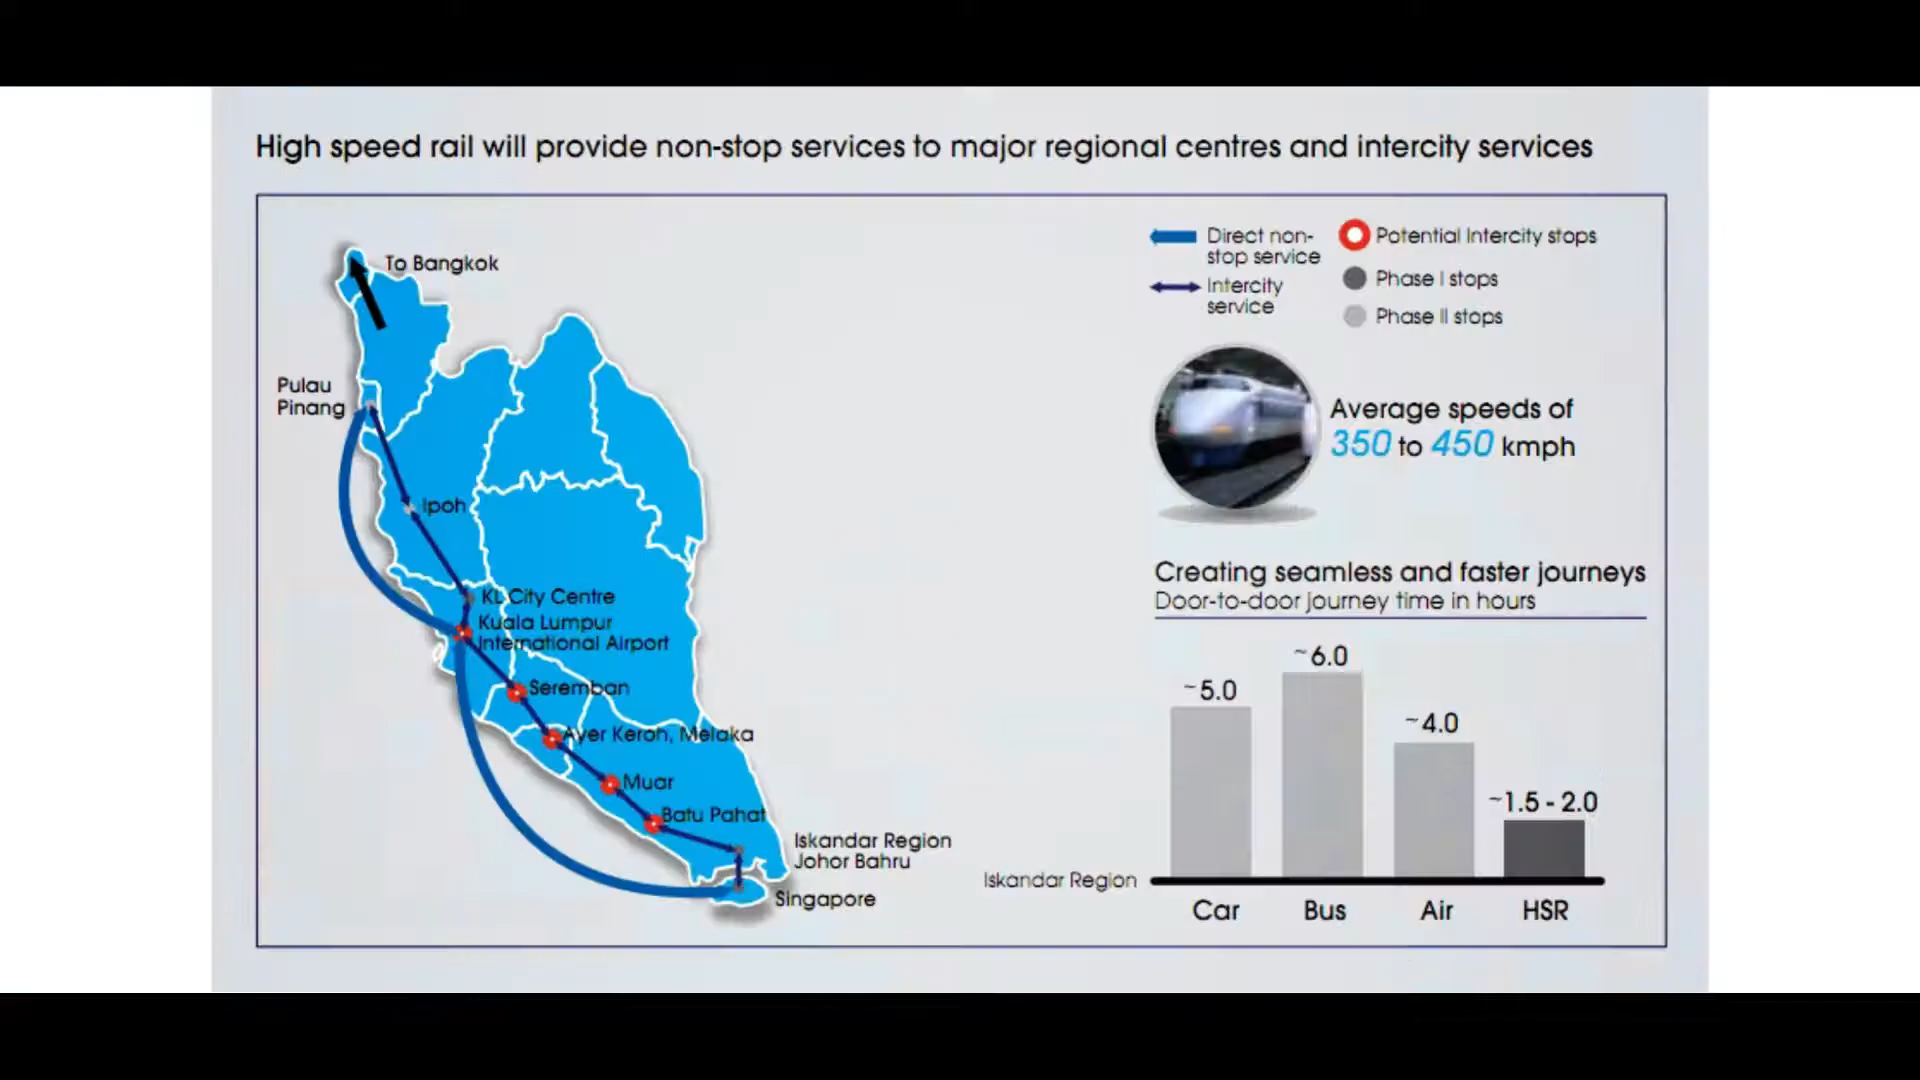 High speed rail will provide non-stop services to major regional centres and intercity services
To Bangkok
Pulau
Pinang
Ipoh
KL City Centre
Kuala Lumpur
International Airport
Seremban
Ayer Keroh, Melaka
Muar
Batu Pahat
Iskandar Region
Johor Bahru
Singapore
Direct non-
stop service
Intercity
service
Potential Intercity stops
Phase I stops
Phase II stops
Average speeds of
350 to 450 kmph
Creating seamless and faster journeys
Door-to-door journey time in hours
~5.0
~6.0
~4.0
~1.5 - 2.0
Iskandar Region
Car
Bus
Air
HSR